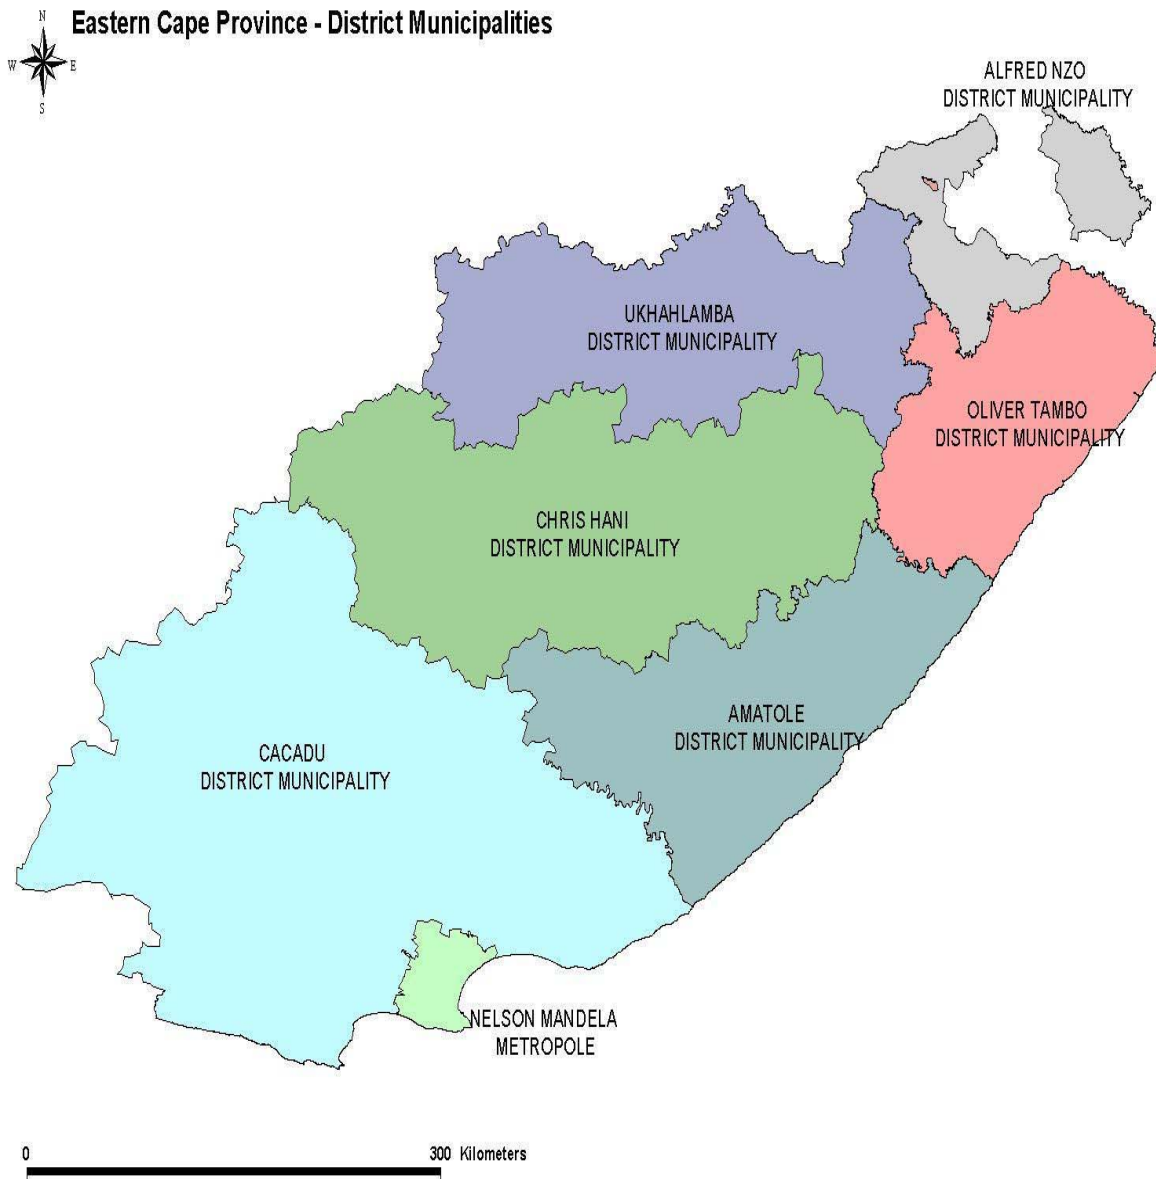 N
Eastern Cape Province - District Municipalities
W E
S
ALFRED NZO
DISTRICT MUNICIPALITY
UKHAHLAMBA
DISTRICT MUNICIPALITY
OLIVER TAMBO
DISTRICT MUNICIPALITY
CHRIS HANI
DISTRICT MUNICIPALITY
AMATOLE
DISTRICT MUNICIPALITY
CACADU
DISTRICT MUNICIPALITY
NELSON MANDELA
METROPOLE
0 300 Kilometers